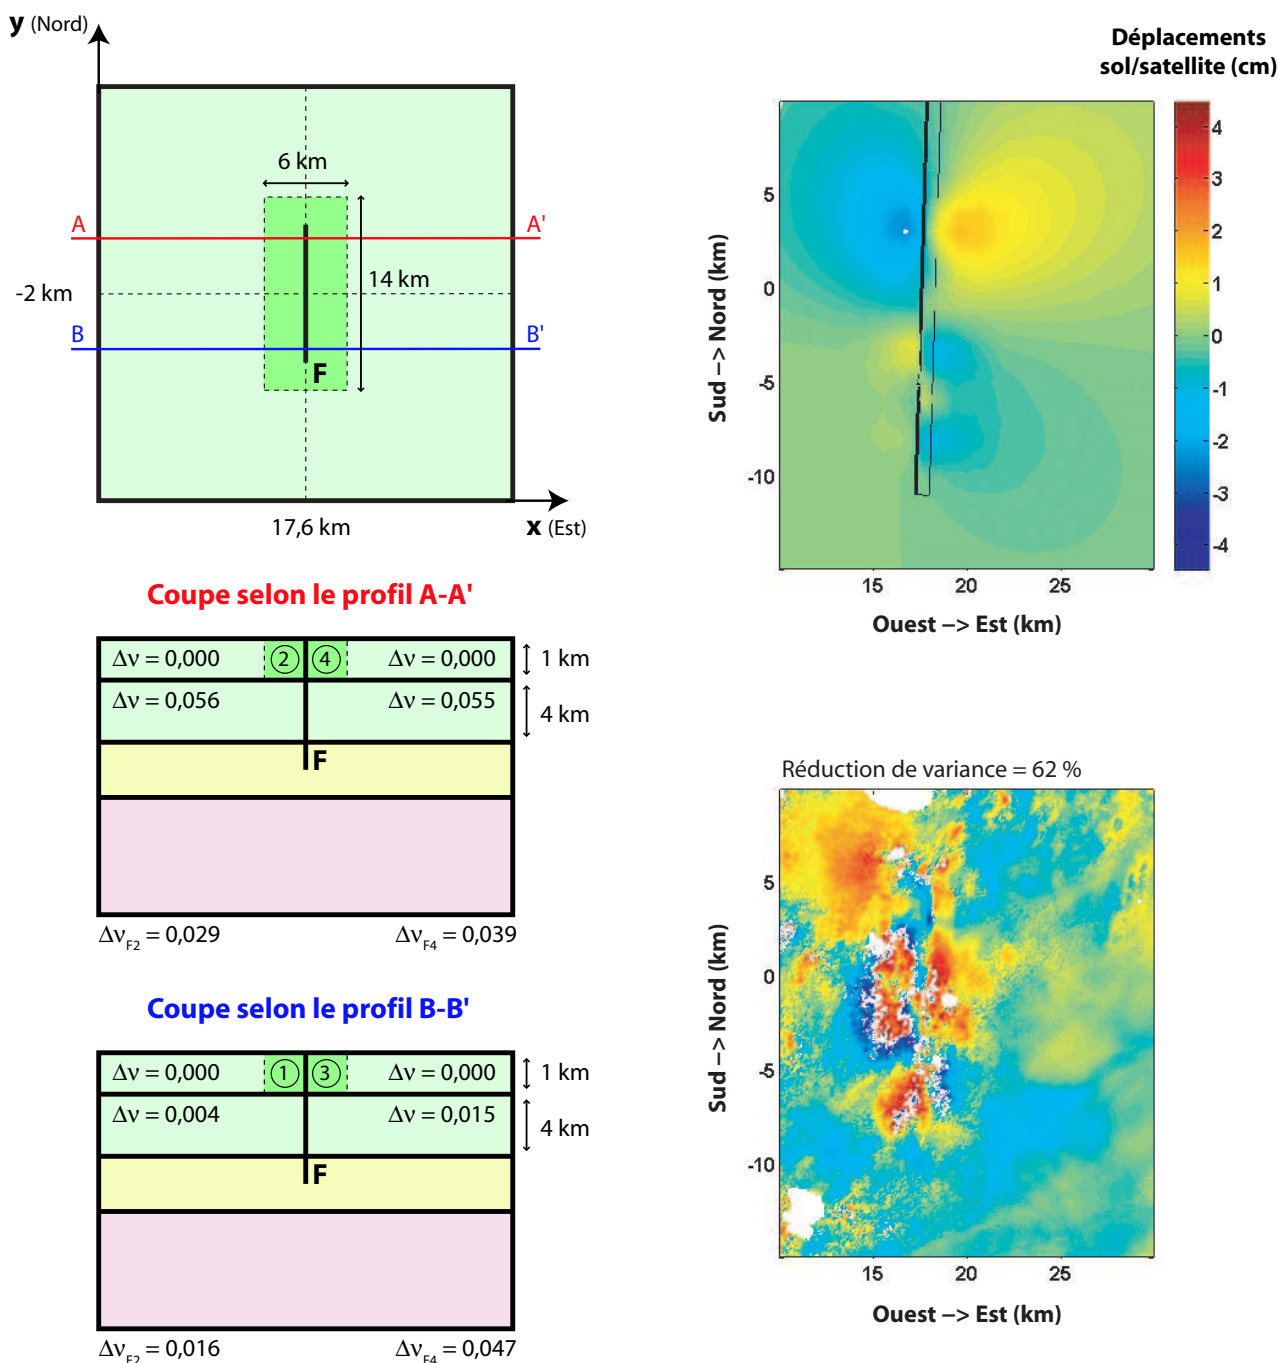 y (Nord)
6 km
A
A'
14 km
-2 km
B
B'
F
17,6 km
x (Est)
Coupe selon le profil A-A'
Δν = 0,000
2
4
Δν = 0,000
1 km
Δν = 0,056
Δν = 0,055
4 km
F
Δν_F2 = 0,029
Δν_F4 = 0,039
Coupe selon le profil B-B'
Δν = 0,000
1
3
Δν = 0,000
1 km
Δν = 0,004
Δν = 0,015
4 km
F
Δν_F2 = 0,016
Δν_F4 = 0,047
Déplacements
sol/satellite (cm)
4
3
2
1
0
-1
-2
-3
-4
Sud –> Nord (km)
5
0
-5
-10
15
20
25
Ouest –> Est (km)
Réduction de variance = 62 %
Sud –> Nord (km)
5
0
-5
-10
15
20
25
Ouest –> Est (km)